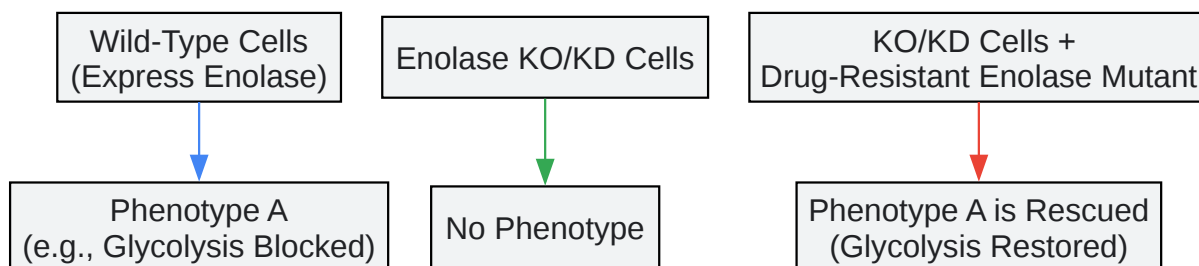 Wild-Type Cells
(Express Enolase)
Enolase KO/KD Cells
KO/KD Cells +
Drug-Resistant Enolase Mutant
Phenotype A
(e.g., Glycolysis Blocked)
No Phenotype
Phenotype A is Rescued
(Glycolysis Restored)